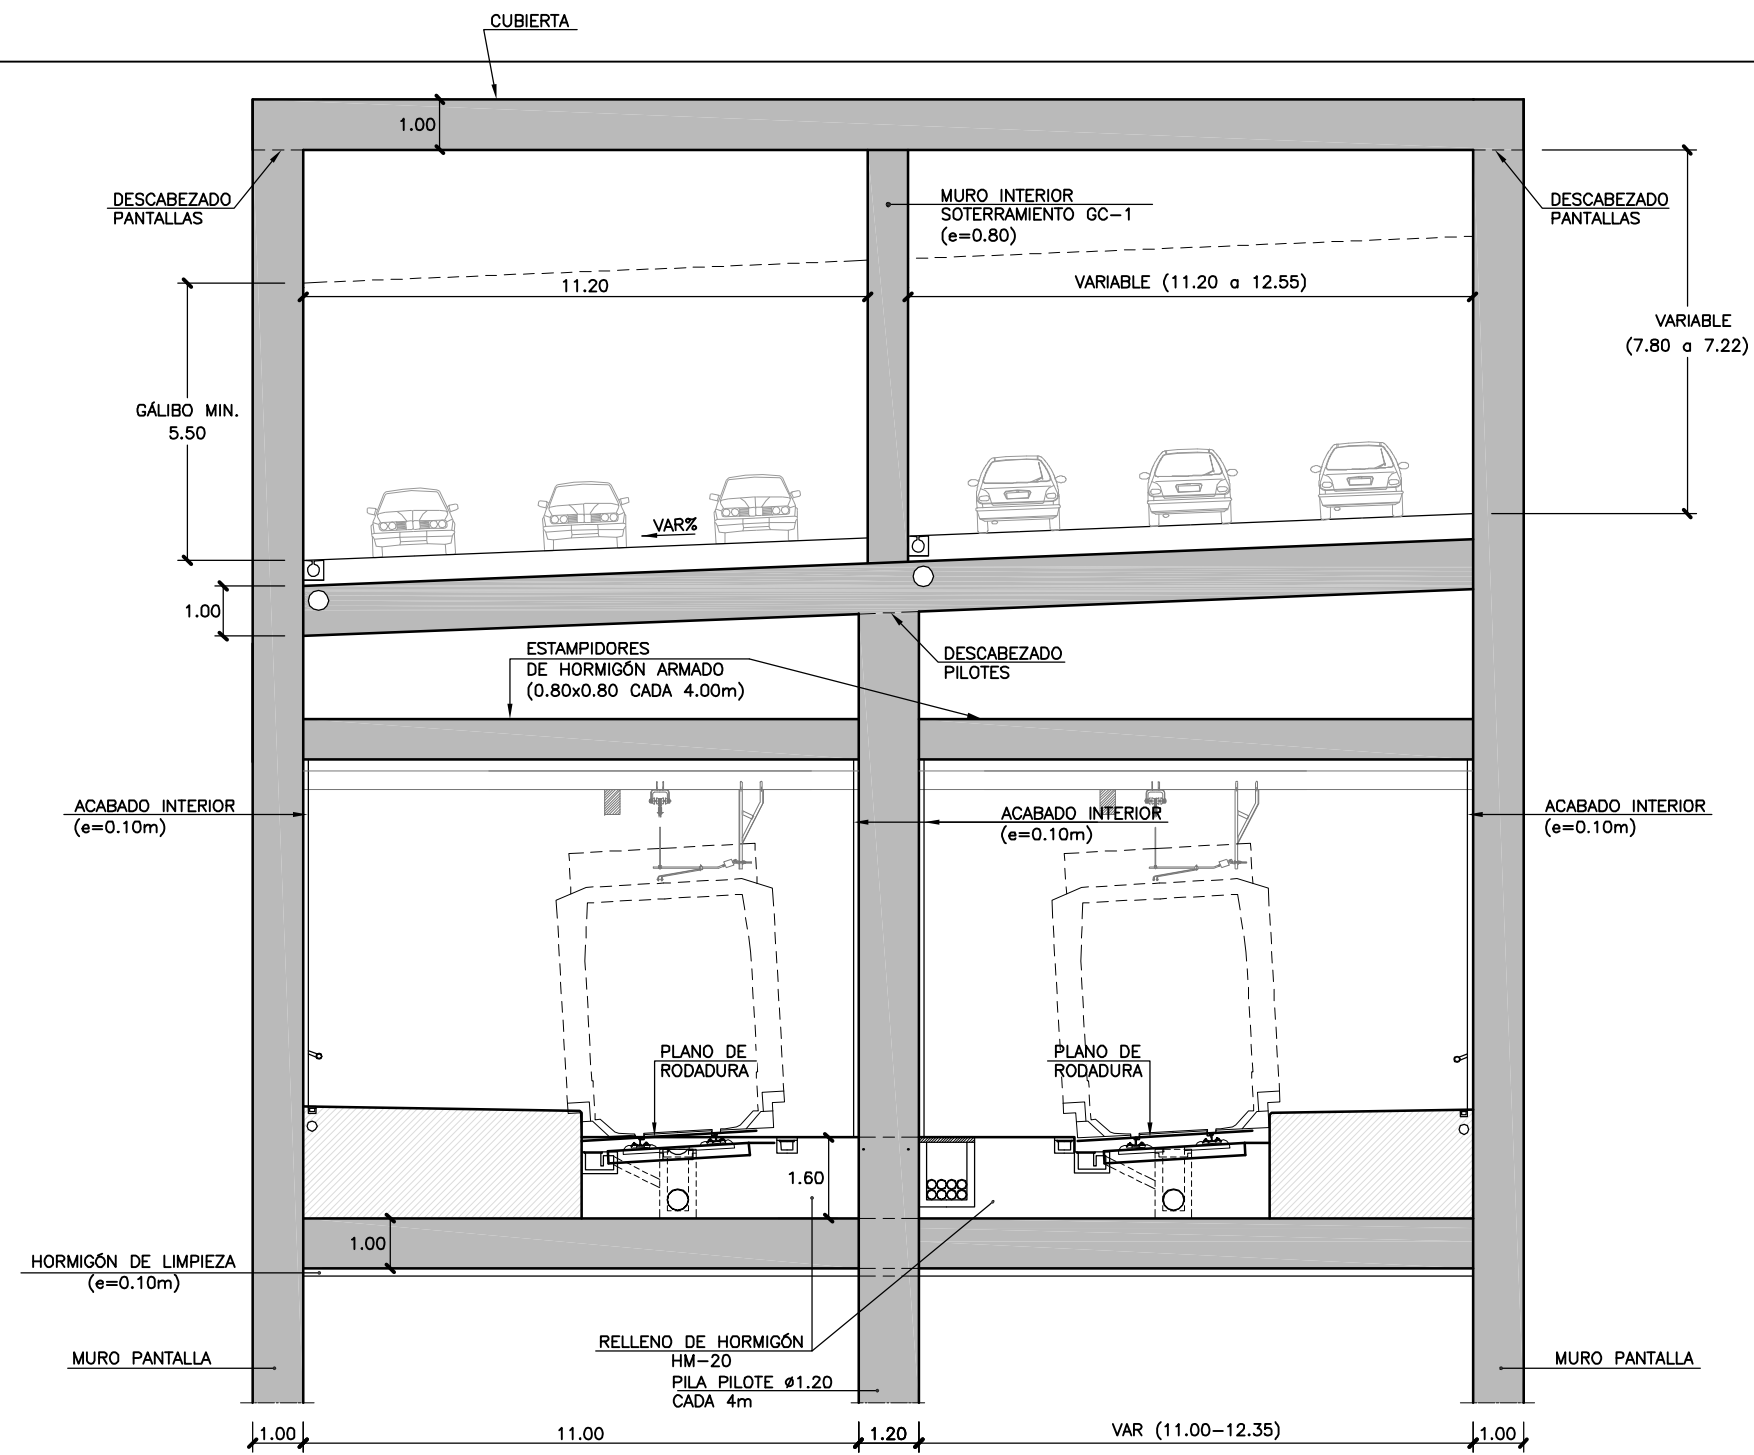 CUBIERTA
1.00
DESCABEZADO
PANTALLAS
MURO INTERIOR
SOTERRAMIENTO GC-1
(e=0.80)
DESCABEZADO
PANTALLAS
11.20
VARIABLE (11.20 a 12.55)
VARIABLE
(7.80 a 7.22)
GÁLIBO MIN.
5.50
VAR%
1.00
ESTAMPIDORES
DE HORMIGÓN ARMADO
(0.80x0.80 CADA 4.00m)
DESCABEZADO
PILOTES
ACABADO INTERIOR
(e=0.10m)
ACABADO INTERIOR
(e=0.10m)
ACABADO INTERIOR
(e=0.10m)
PLANO DE
RODADURA
PLANO DE
RODADURA
1.60
1.00
HORMIGÓN DE LIMPIEZA
(e=0.10m)
RELLENO DE HORMIGÓN
HM-20
MURO PANTALLA
PILA PILOTE ø1.20
CADA 4m
MURO PANTALLA
1.00
11.00
1.20
VAR (11.00-12.35)
1.00